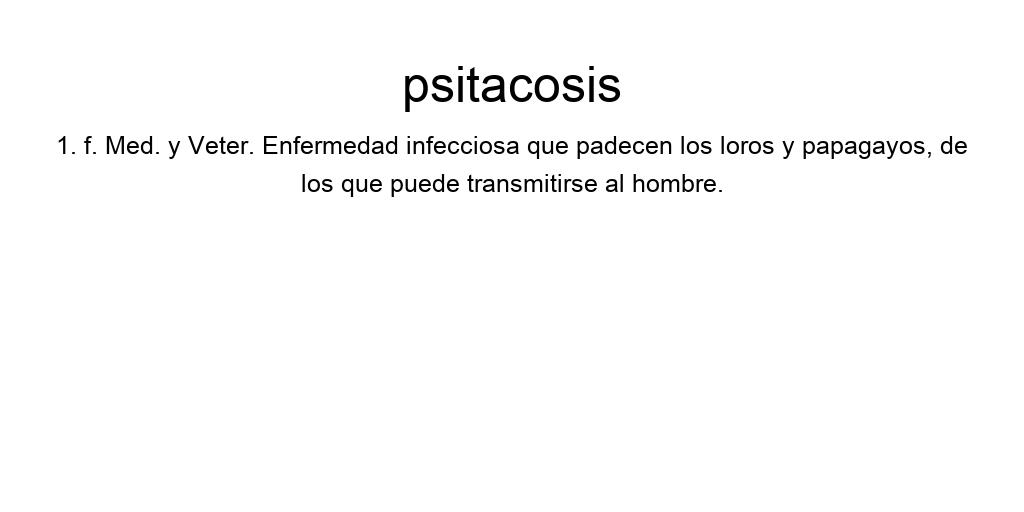 psitacosis
1. f. Med. y Veter. Enfermedad infecciosa que padecen los loros y papagayos, de
los que puede transmitirse al hombre.